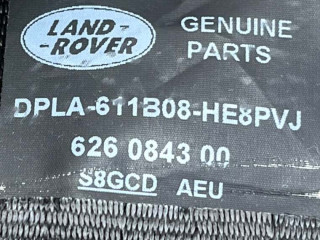 LAND-
-ROVER
GENUINE
PARTS
DPLA-611B08-HE8PVJ
626 0843 00
S8GCD AEU